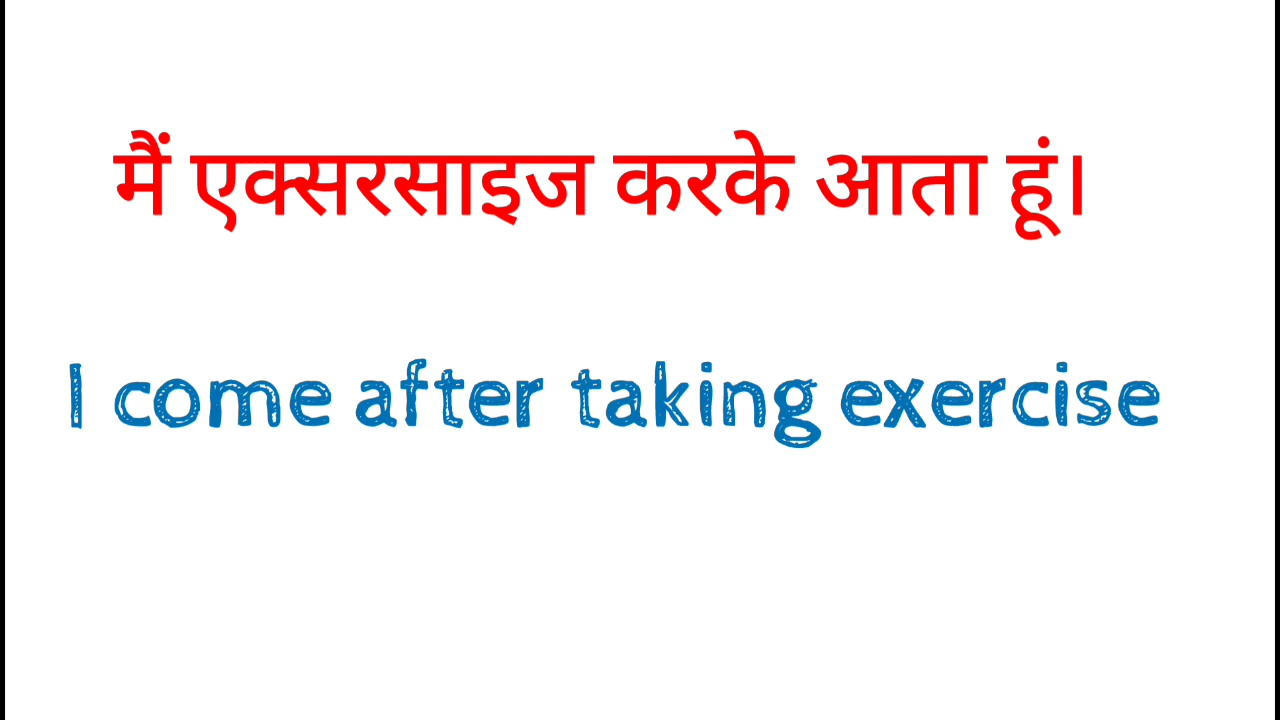 मैं एक्सरसाइज करके आता हूं।
I come after taking exercise